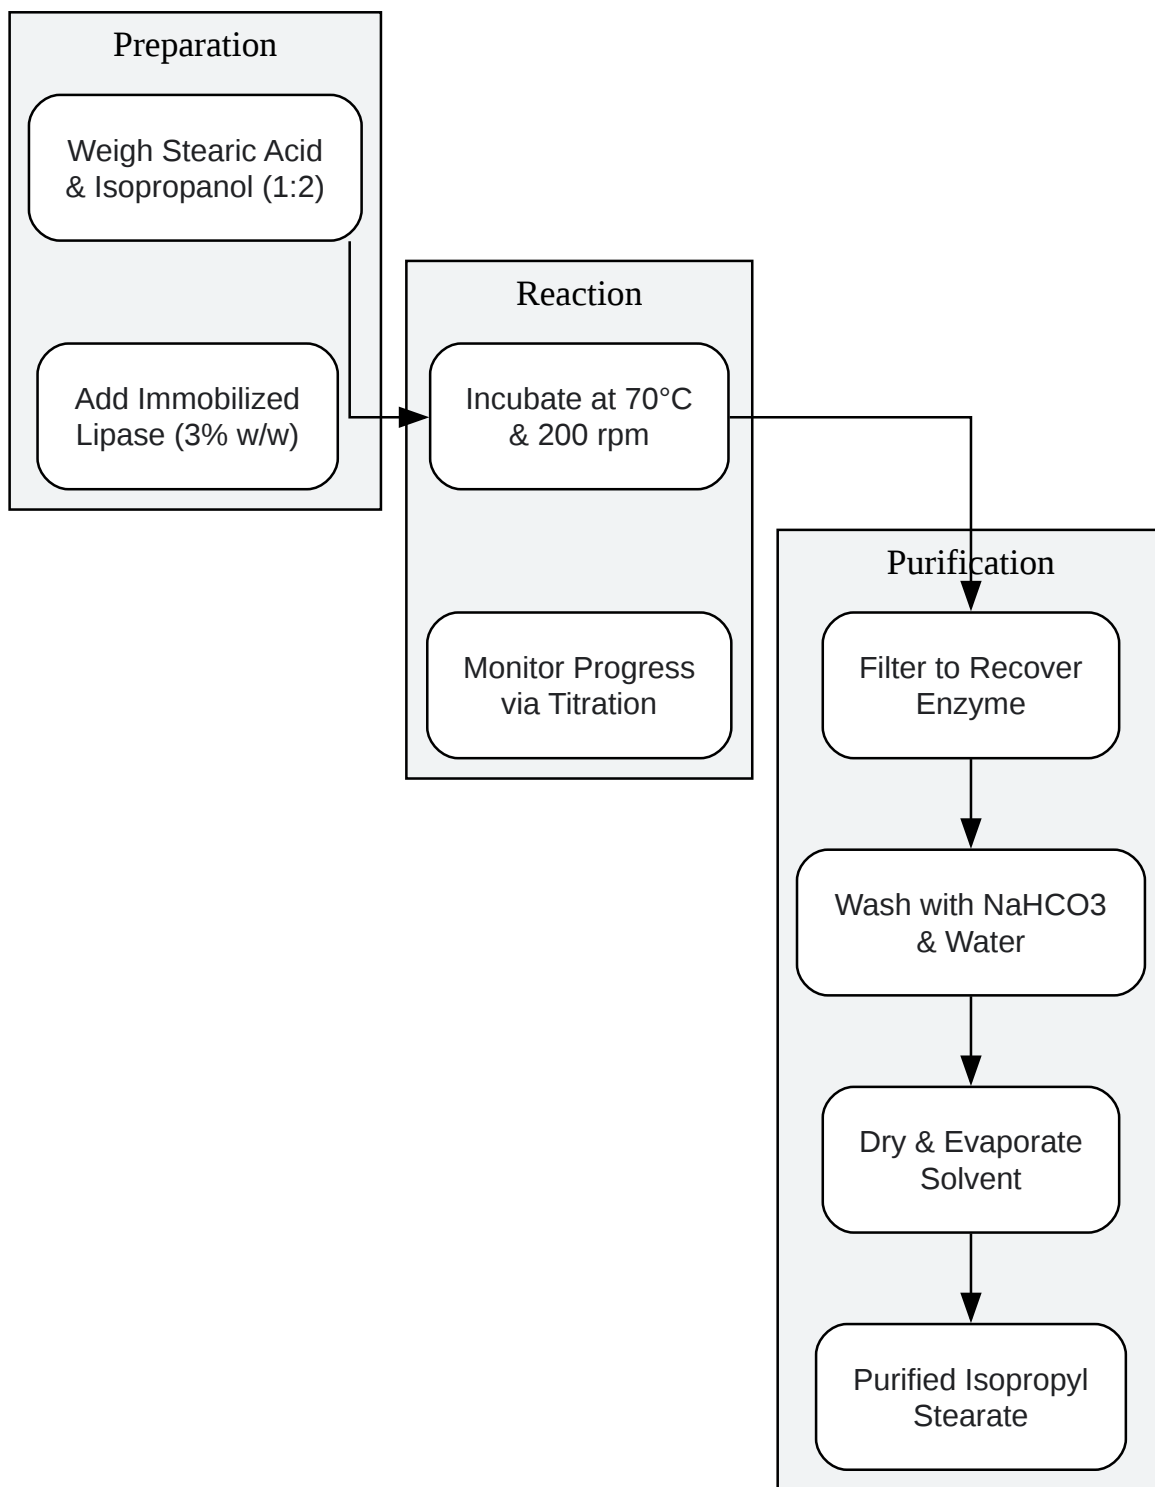 Preparation
Weigh Stearic Acid
& Isopropanol (1:2)
Add Immobilized
Lipase (3% w/w)
Reaction
Incubate at 70°C
& 200 rpm
Monitor Progress
via Titration
Purification
Filter to Recover
Enzyme
Wash with NaHCO3
& Water
Dry & Evaporate
Solvent
Purified Isopropyl
Stearate